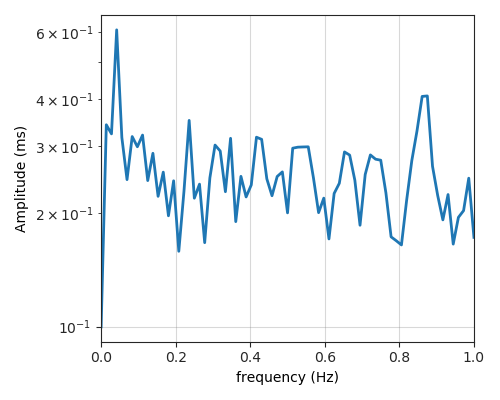 6 × 10⁻¹
4 × 10⁻¹
3 × 10⁻¹
2 × 10⁻¹
10⁻¹
Amplitude (ms)
0.0 0.2 0.4 0.6 0.8 1.0
frequency (Hz)